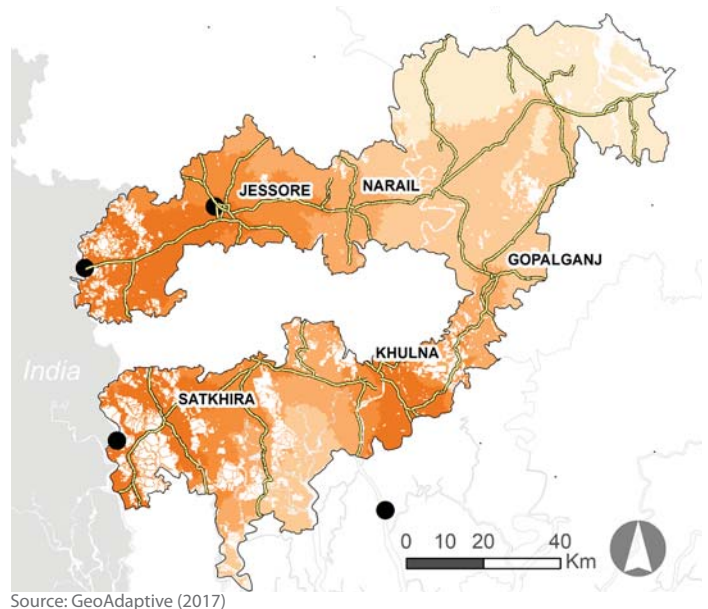 JESSORE
NARAIL
GOPALGANJ
KHULNA
India
SATKHIRA
0 10 20 40
Km
Source: GeoAdaptive (2017)